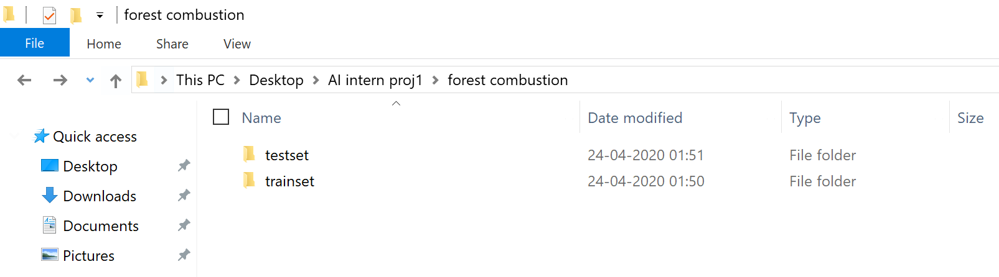 forest combustion
File Home Share View
This PC Desktop AI intern proj1 forest combustion
Name Date modified Type Size
Quick access
testset 24-04-2020 01:51 File folder
Desktop
trainset 24-04-2020 01:50 File folder
Downloads
Documents
Pictures